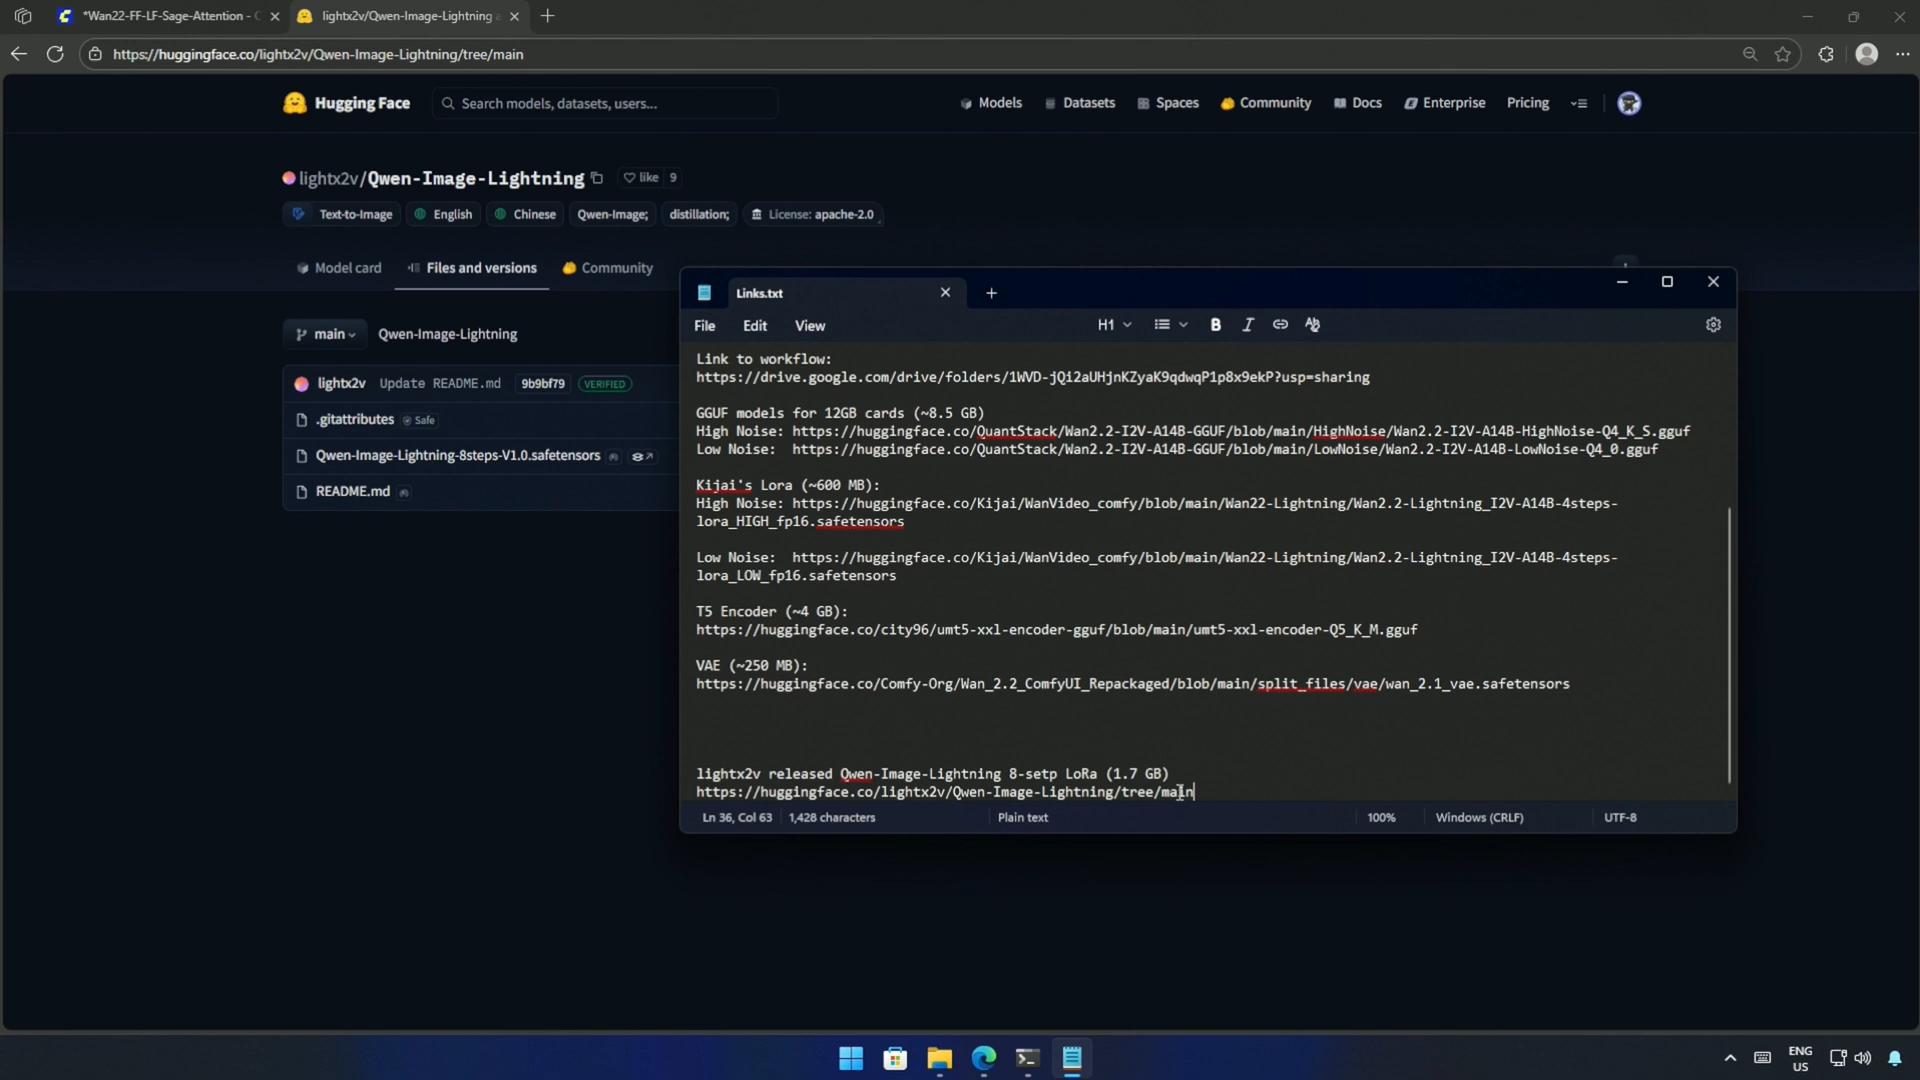 *Wan22-FF-LF-Sage-Attention - C
lightx2v/Qwen-Image-Lightning a
https://huggingface.co/lightx2v/Qwen-Image-Lightning/tree/main
Hugging Face
Search models, datasets, users...
Models
Datasets
Spaces
Community
Docs
Enterprise
Pricing
lightx2v/Qwen-Image-Lightning
like 9
Text-to-Image
English
Chinese
Qwen-Image;
distillation;
License: apache-2.0
Model card
Files and versions
Community
main
Qwen-Image-Lightning
lightx2v Update README.md 9b9bf79 VERIFIED
.gitattributes Safe
Qwen-Image-Lightning-8steps-V1.0.safetensors
README.md
Links.txt
File Edit View
H1
B I
Link to workflow:
https://drive.google.com/drive/folders/1WVD-jQi2aUHjnKZyaK9qdwqP1p8x9ekP?usp=sharing
GGUF models for 12GB cards (~8.5 GB)
High Noise: https://huggingface.co/QuantStack/Wan2.2-I2V-A14B-GGUF/blob/main/HighNoise/Wan2.2-I2V-A14B-HighNoise-Q4_K_S.gguf
Low Noise:  https://huggingface.co/QuantStack/Wan2.2-I2V-A14B-GGUF/blob/main/LowNoise/Wan2.2-I2V-A14B-LowNoise-Q4_0.gguf
Kijai's Lora (~600 MB):
High Noise: https://huggingface.co/Kijai/WanVideo_comfy/blob/main/Wan22-Lightning/Wan2.2-Lightning_I2V-A14B-4steps-
lora_HIGH_fp16.safetensors
Low Noise:  https://huggingface.co/Kijai/WanVideo_comfy/blob/main/Wan22-Lightning/Wan2.2-Lightning_I2V-A14B-4steps-
lora_LOW_fp16.safetensors
T5 Encoder (~4 GB):
https://huggingface.co/city96/umt5-xxl-encoder-gguf/blob/main/umt5-xxl-encoder-Q5_K_M.gguf
VAE (~250 MB):
https://huggingface.co/Comfy-Org/Wan_2.2_ComfyUI_Repackaged/blob/main/split_files/vae/wan_2.1_vae.safetensors
lightx2v released Qwen-Image-Lightning 8-setp LoRa (1.7 GB)
https://huggingface.co/lightx2v/Qwen-Image-Lightning/tree/main
Ln 36, Col 63
1,428 characters
Plain text
100%
Windows (CRLF)
UTF-8
ENG
US